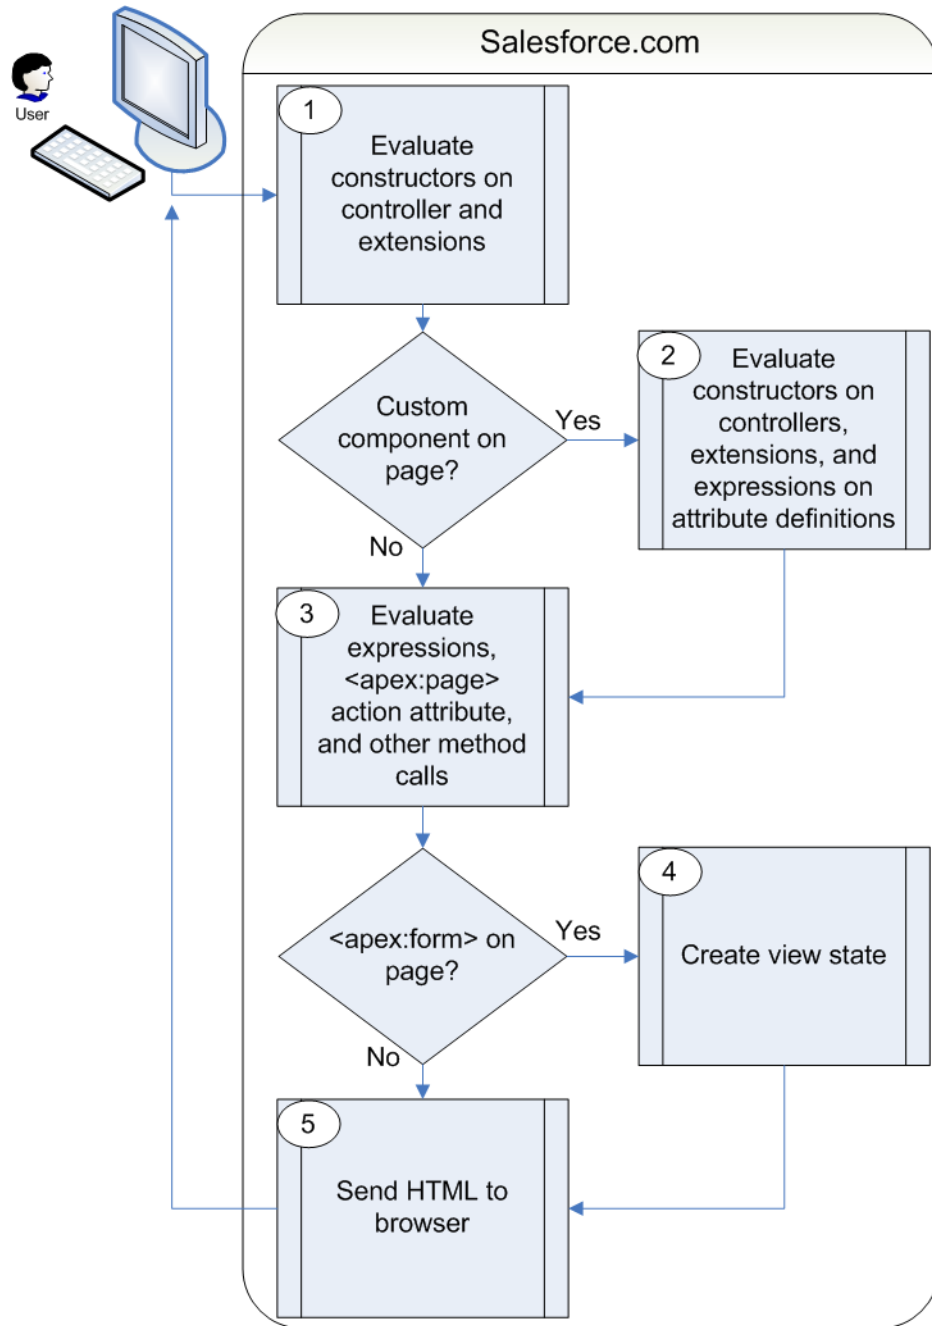 Salesforce.com
User
1
Evaluate
constructors on
controller and
extensions
Custom
component on
page?
Yes
No
2
Evaluate
constructors on
controllers,
extensions, and
expressions on
attribute definitions
3
Evaluate
expressions,
<apex:page>
action attribute,
and other method
calls
<apex:form> on
page?
Yes
No
4
Create view state
5
Send HTML to
browser